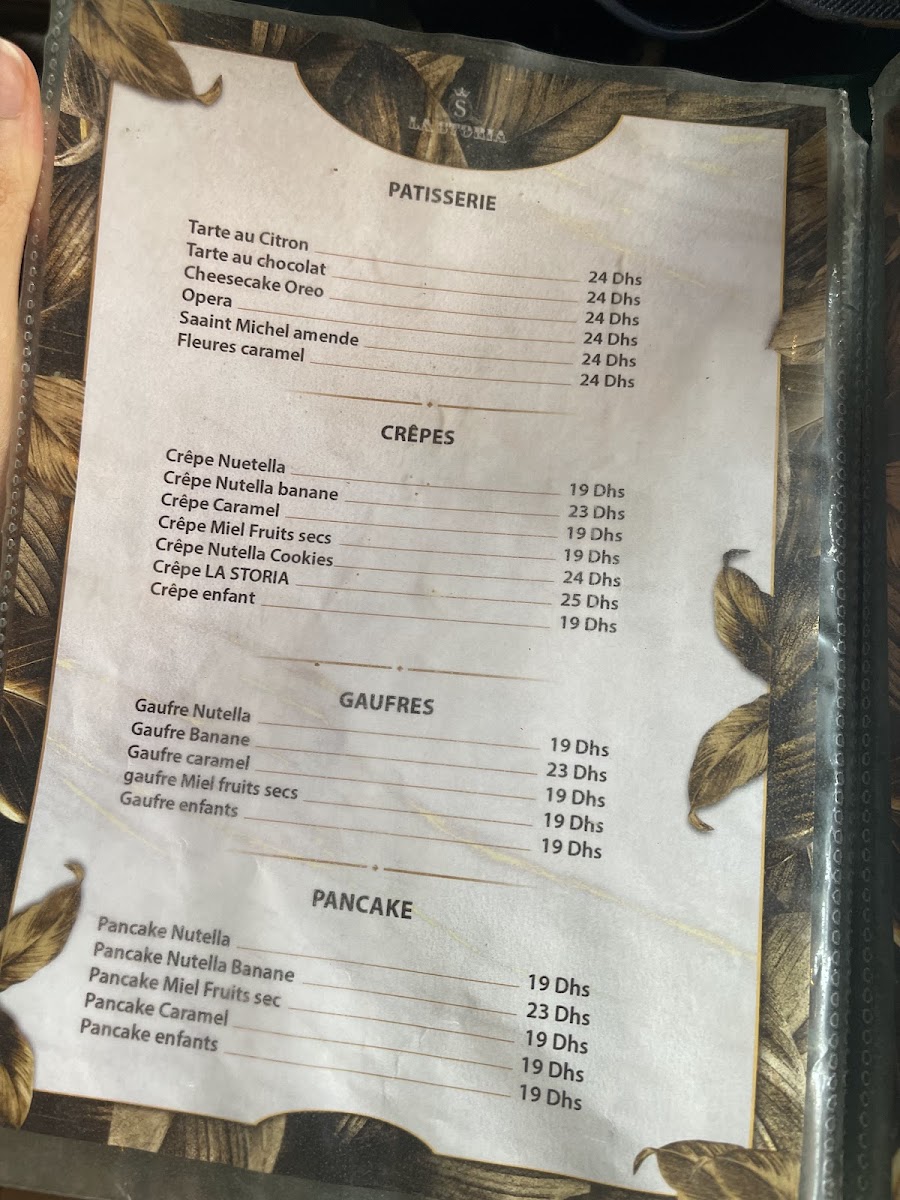 S
LA STORIA
PATISSERIE
Tarte au Citron 24 Dhs
Tarte au chocolat 24 Dhs
Cheesecake Oreo 24 Dhs
Opera 24 Dhs
Saaint Michel amende 24 Dhs
Fleures caramel 24 Dhs
CRÊPES
Crêpe Nuetella 19 Dhs
Crêpe Nutella banane 23 Dhs
Crêpe Caramel 19 Dhs
Crêpe Miel Fruits secs 19 Dhs
Crêpe Nutella Cookies 24 Dhs
Crêpe LA STORIA 25 Dhs
Crêpe enfant 19 Dhs
GAUFRES
Gaufre Nutella 19 Dhs
Gaufre Banane 23 Dhs
Gaufre caramel 19 Dhs
gaufre Miel fruits secs 19 Dhs
Gaufre enfants 19 Dhs
PANCAKE
Pancake Nutella 19 Dhs
Pancake Nutella Banane 23 Dhs
Pancake Miel Fruits sec 19 Dhs
Pancake Caramel 19 Dhs
Pancake enfants 19 Dhs